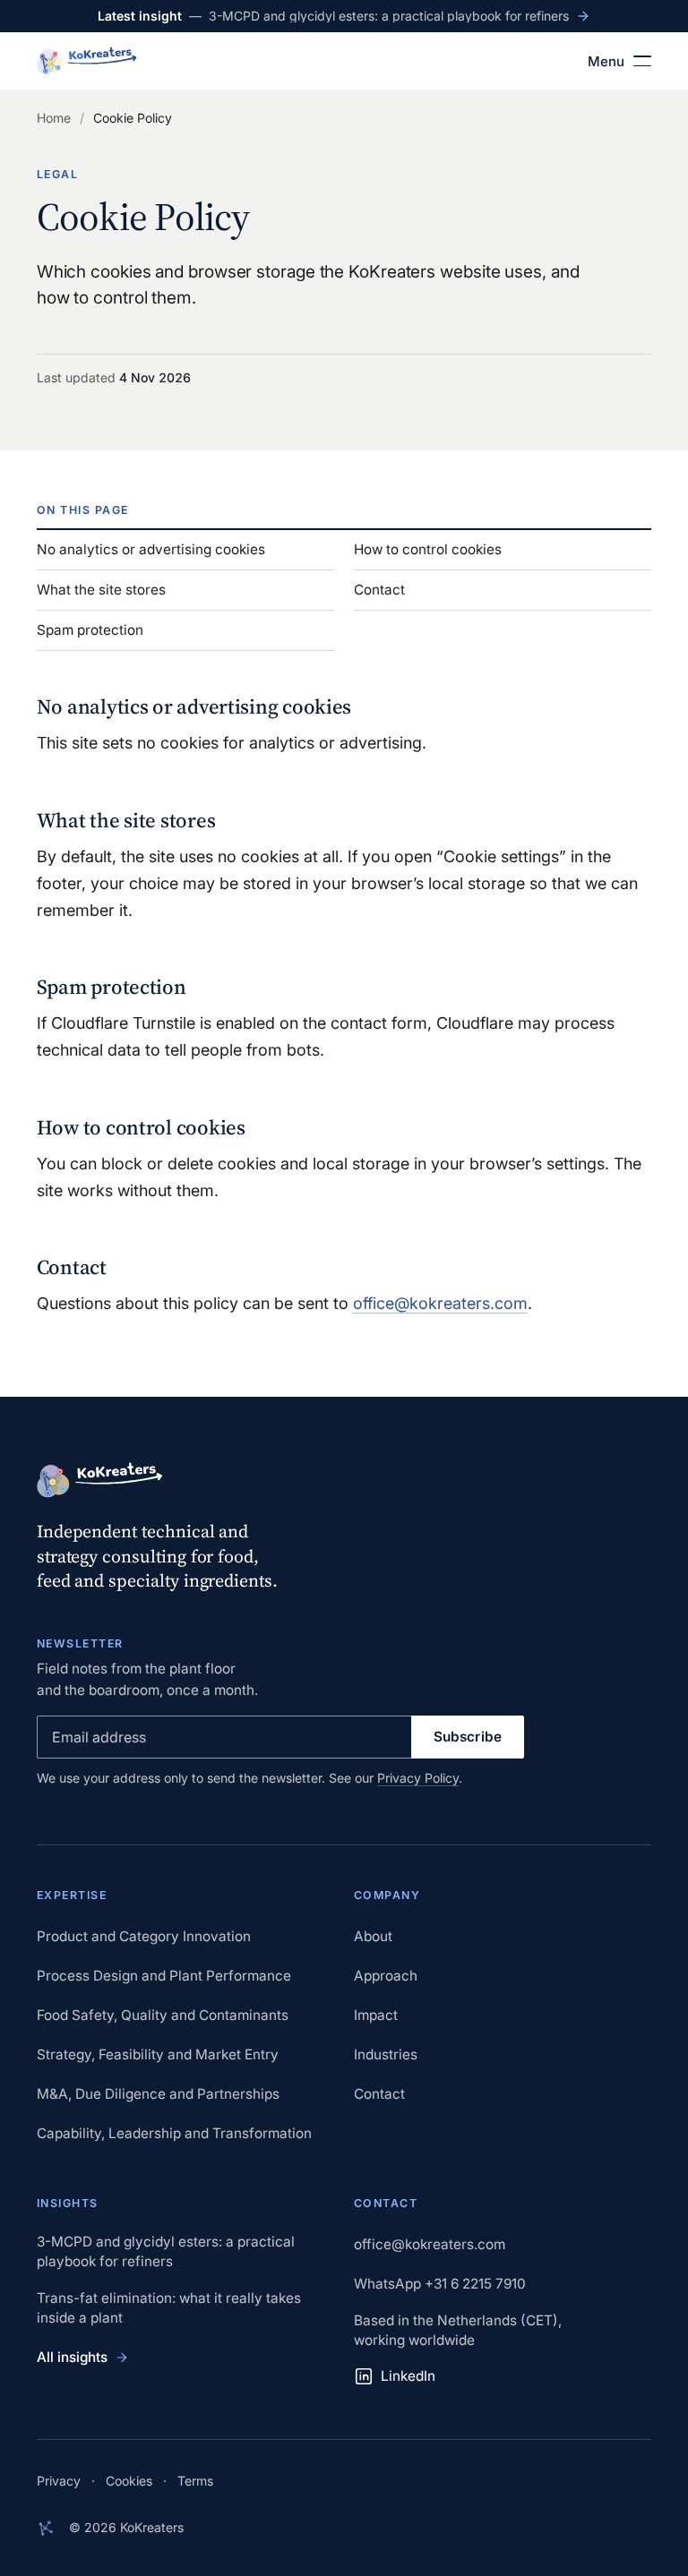 Latest insight — 3-MCPD and glycidyl esters: a practical playbook for refiners →
KoKreaters
Menu
Home / Cookie Policy
LEGAL
Cookie Policy
Which cookies and browser storage the KoKreaters website uses, and
how to control them.
Last updated 4 Nov 2026
ON THIS PAGE
No analytics or advertising cookies
How to control cookies
What the site stores
Contact
Spam protection
No analytics or advertising cookies
This site sets no cookies for analytics or advertising.
What the site stores
By default, the site uses no cookies at all. If you open “Cookie settings” in the
footer, your choice may be stored in your browser’s local storage so that we can
remember it.
Spam protection
If Cloudflare Turnstile is enabled on the contact form, Cloudflare may process
technical data to tell people from bots.
How to control cookies
You can block or delete cookies and local storage in your browser’s settings. The
site works without them.
Contact
Questions about this policy can be sent to office@kokreaters.com.
KoKreaters
Independent technical and
strategy consulting for food,
feed and specialty ingredients.
NEWSLETTER
Field notes from the plant floor
and the boardroom, once a month.
Email address
Subscribe
We use your address only to send the newsletter. See our Privacy Policy.
EXPERTISE
Product and Category Innovation
Process Design and Plant Performance
Food Safety, Quality and Contaminants
Strategy, Feasibility and Market Entry
M&A, Due Diligence and Partnerships
Capability, Leadership and Transformation
COMPANY
About
Approach
Impact
Industries
Contact
INSIGHTS
3-MCPD and glycidyl esters: a practical
playbook for refiners
Trans-fat elimination: what it really takes
inside a plant
All insights →
CONTACT
office@kokreaters.com
WhatsApp +31 6 2215 7910
Based in the Netherlands (CET),
working worldwide
LinkedIn
Privacy · Cookies · Terms
© 2026 KoKreaters